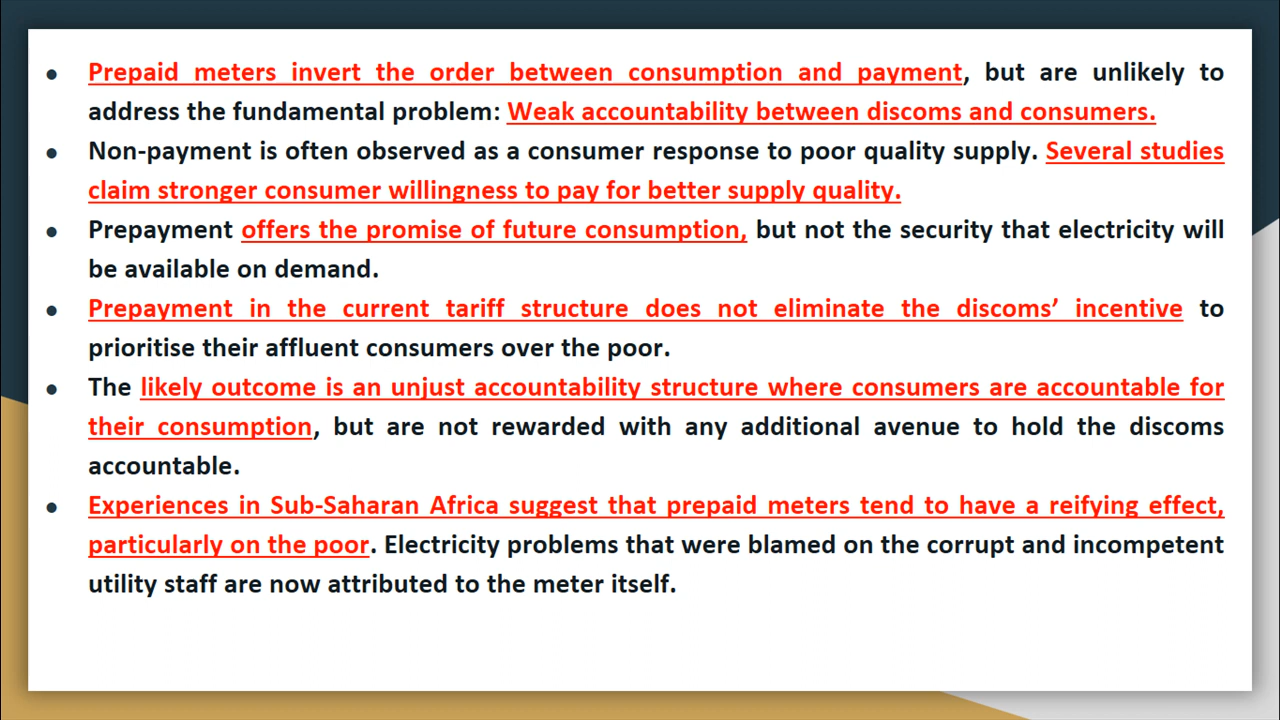 • Prepaid meters invert the order between consumption and payment, but are unlikely to
address the fundamental problem: Weak accountability between discoms and consumers.
• Non-payment is often observed as a consumer response to poor quality supply. Several studies
claim stronger consumer willingness to pay for better supply quality.
• Prepayment offers the promise of future consumption, but not the security that electricity will
be available on demand.
• Prepayment in the current tariff structure does not eliminate the discoms’ incentive to
prioritise their affluent consumers over the poor.
• The likely outcome is an unjust accountability structure where consumers are accountable for
their consumption, but are not rewarded with any additional avenue to hold the discoms
accountable.
• Experiences in Sub-Saharan Africa suggest that prepaid meters tend to have a reifying effect,
particularly on the poor. Electricity problems that were blamed on the corrupt and incompetent
utility staff are now attributed to the meter itself.